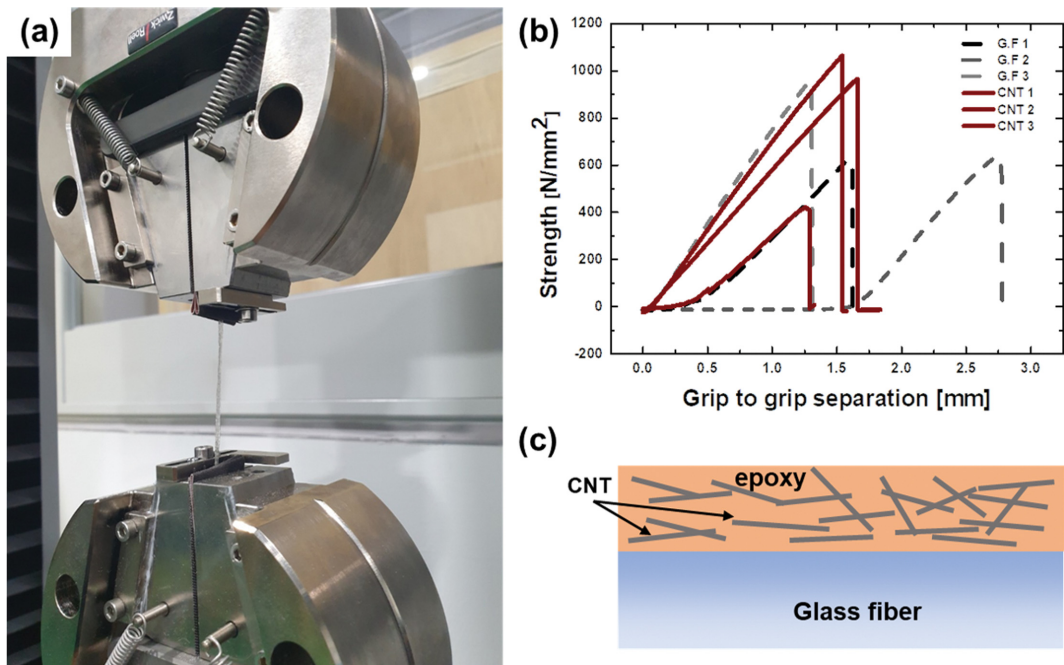 (a)
Zwick
Roell
(b)
1200
1000
800
600
400
200
0
-200
Strength [N/mm²]
G.F 1
G.F 2
G.F 3
CNT 1
CNT 2
CNT 3
0.0 0.5 1.0 1.5 2.0 2.5 3.0
Grip to grip separation [mm]
(c)
CNT
epoxy
Glass fiber